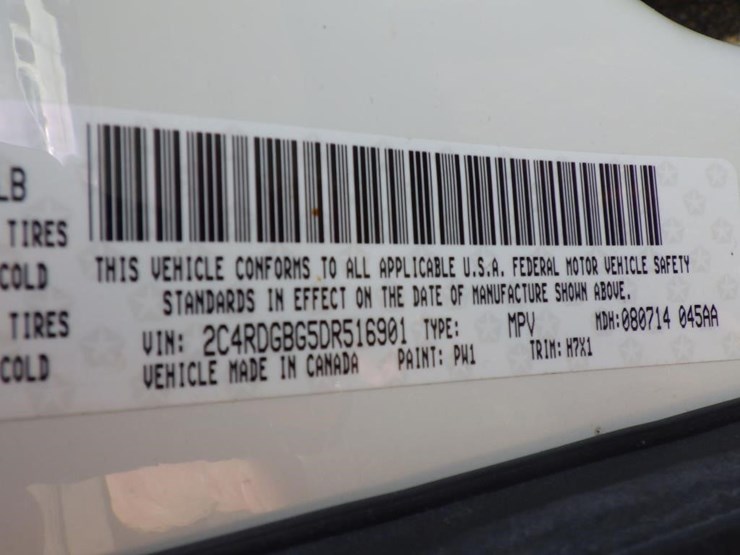 LB
TIRES
COLD
TIRES
COLD
THIS VEHICLE CONFORMS TO ALL APPLICABLE U.S.A. FEDERAL MOTOR VEHICLE SAFETY
STANDARDS IN EFFECT ON THE DATE OF MANUFACTURE SHOWN ABOVE.
VIN: 2C4RDGBG5DR516901 TYPE: MPV MDH:080714 045AA
VEHICLE MADE IN CANADA PAINT: PW1 TRIM: H7X1